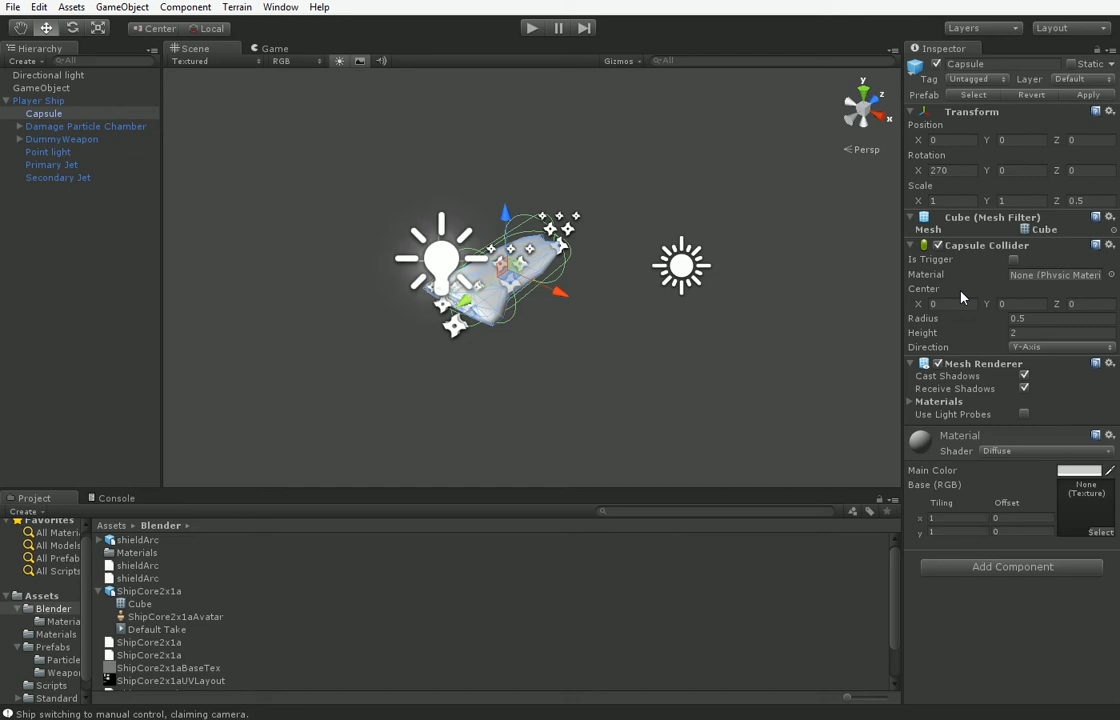 File Edit Assets GameObject Component Terrain Window Help
Center Local Layers Layout
Hierarchy
Create All
Directional light
GameObject
Player Ship
Capsule
Damage Particle Chamber
DummyWeapon
Point light
Primary Jet
Secondary Jet
Scene Game
Textured RGB Gizmos All
y
z
x
Persp
Inspector
Capsule Static
Tag Untagged Layer Default
Prefab Select Revert Apply
Transform
Position
X 0 Y 0 Z 0
Rotation
X 270 Y 0 Z 0
Scale
X 1 Y 1 Z 0.5
Cube (Mesh Filter)
Mesh Cube
Capsule Collider
Is Trigger
Material None (Physic Materi
Center
X 0 Y 0 Z 0
Radius 0.5
Height 2
Direction Y-Axis
Mesh Renderer
Cast Shadows
Receive Shadows
Materials
Use Light Probes
Material
Shader Diffuse
Main Color
Base (RGB)
None
(Texture)
Tiling Offset
x 1 0
y 1 0
Select
Add Component
Project Console
Create
Favorites
All Materi
All Models
All Prefab
All Scripts
Assets
Blender
Materia
Materials
Prefabs
Particle
Weapo
Scripts
Standard
Assets Blender
shieldArc
Materials
shieldArc
shieldArc
ShipCore2x1a
Cube
ShipCore2x1aAvatar
Default Take
ShipCore2x1a
ShipCore2x1a
ShipCore2x1aBaseTex
ShipCore2x1aUVLayout
Ship switching to manual control, claiming camera.